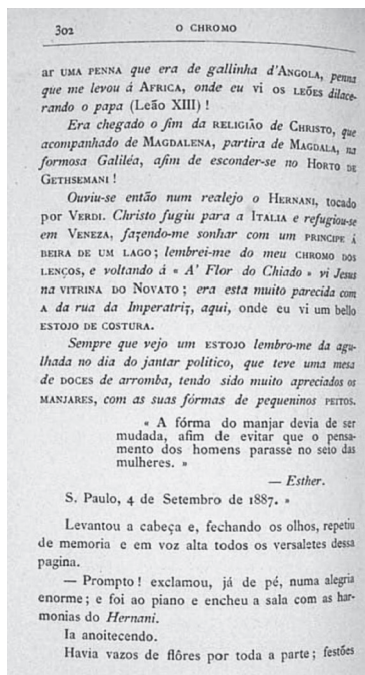 302 O CHROMO
ar UMA PENNA que era de gallinha d'ANGOLA, penna
que me levou á AFRICA, onde eu vi os LEÕES dilace-
rando o papa (Leão XIII) !
Era chegado o fim da RELIGIÃO de CHRISTO, que
acompanhado de MAGDALENA, partira de MAGDALA, na
formosa Galiléa, afim de esconder-se no HORTO DE
GETHSEMANI !
Ouviu-se então num realejo o HERNANI, tocado
por VERDI. Christo fugiu para a ITALIA e refugiou-se
em VENEZA, fazendo-me sonhar com um PRINCIPE Á
BEIRA DE UM LAGO ; lembrei-me do meu CHROMO DOS
LENÇOS, e voltando á « A' Flor do Chiado » vi Jesus
na VITRINA DO NOVATO ; era esta muito parecida com
A da rua da Imperatriz, aqui, onde eu vi um bello
ESTOJO DE COSTURA.
Sempre que vejo um ESTOJO lembro-me da agu-
lhada no dia do jantar politico, que teve uma mesa
de DOCES de arromba, tendo sido muito apreciados os
MANJARES, com as suas fórmas de pequeninos PEITOS.
« A fórma do manjar devia de ser
mudada, afim de evitar que o pensa-
mento dos homens parasse no seio das
mulheres. »
— Esther.
S. Paulo, 4 de Setembro de 1887. »
Levantou a cabeça e, fechando os olhos, repetiu
de memoria e em voz alta todos os versaletes dessa
pagina.
— Prompto ! exclamou, já de pé, numa alegria
enorme ; e foi ao piano e encheu a sala com as har-
monias do Hernani.
Ia anoitecendo.
Havia vazos de flôres por toda a parte ; festões